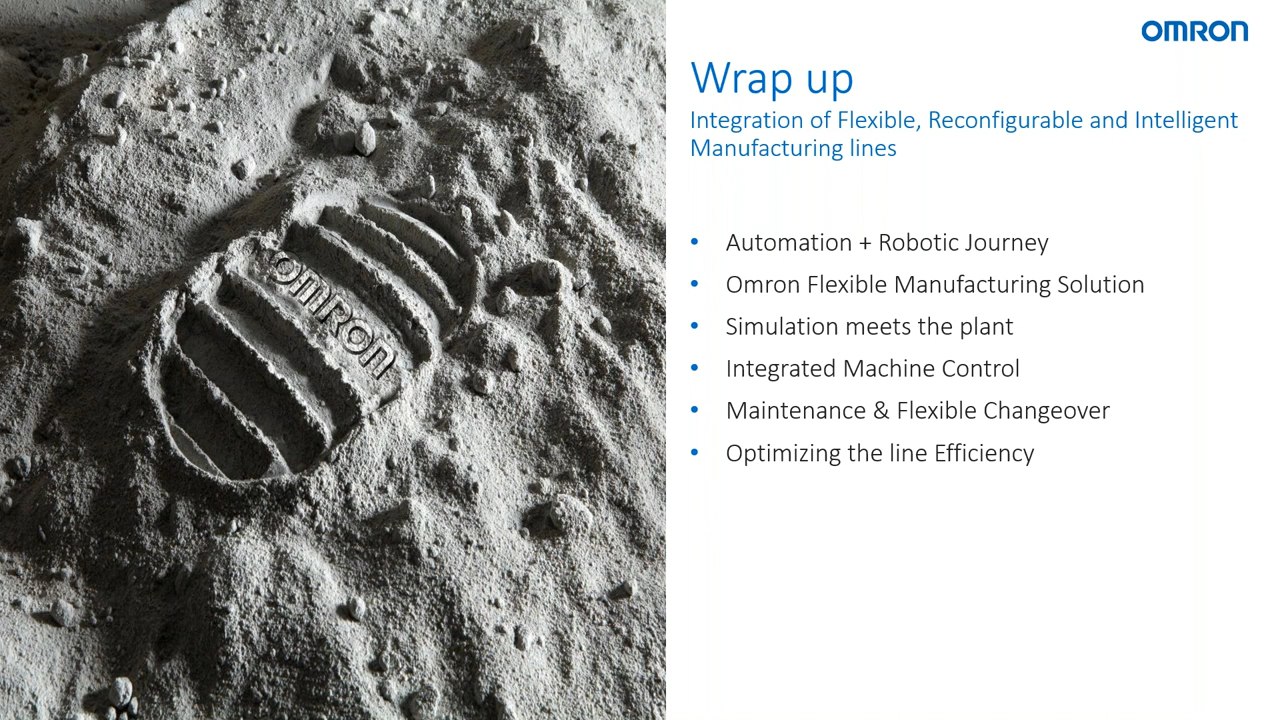 OMRON
Wrap up
Integration of Flexible, Reconfigurable and Intelligent
Manufacturing lines
• Automation + Robotic Journey
• Omron Flexible Manufacturing Solution
• Simulation meets the plant
• Integrated Machine Control
• Maintenance & Flexible Changeover
• Optimizing the line Efficiency
OMRON